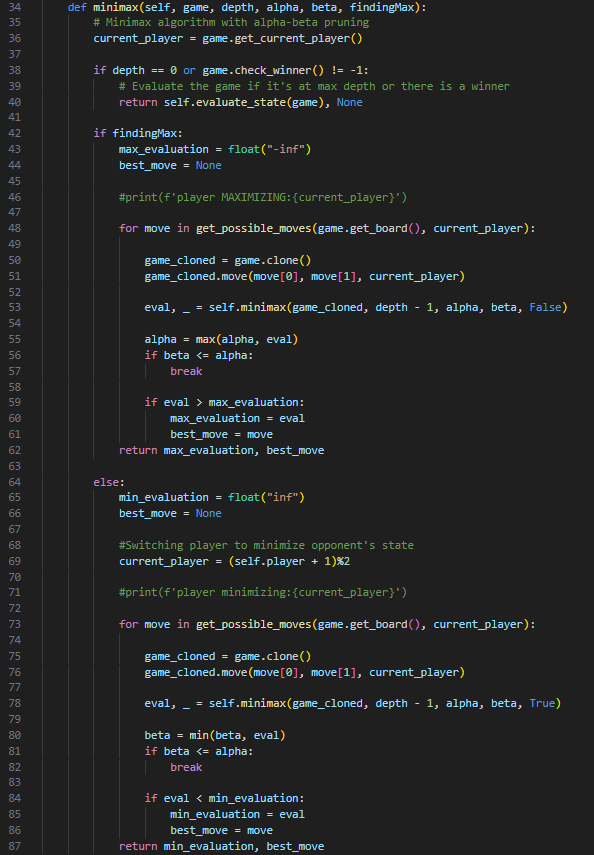 34 def minimax(self, game, depth, alpha, beta, findingMax):
35 # Minimax algorithm with alpha-beta pruning
36 current_player = game.get_current_player()
37
38 if depth == 0 or game.check_winner() != -1:
39 # Evaluate the game if it's at max depth or there is a winner
40 return self.evaluate_state(game), None
41
42 if findingMax:
43 max_evaluation = float("-inf")
44 best_move = None
45
46 #print(f'player MAXIMIZING:{current_player}')
47
48 for move in get_possible_moves(game.get_board(), current_player):
49
50 game_cloned = game.clone()
51 game_cloned.move(move[0], move[1], current_player)
52
53 eval, _ = self.minimax(game_cloned, depth - 1, alpha, beta, False)
54
55 alpha = max(alpha, eval)
56 if beta <= alpha:
57 break
58
59 if eval > max_evaluation:
60 max_evaluation = eval
61 best_move = move
62 return max_evaluation, best_move
63
64 else:
65 min_evaluation = float("inf")
66 best_move = None
67
68 #Switching player to minimize opponent's state
69 current_player = (self.player + 1)%2
70
71 #print(f'player minimizing:{current_player}')
72
73 for move in get_possible_moves(game.get_board(), current_player):
74
75 game_cloned = game.clone()
76 game_cloned.move(move[0], move[1], current_player)
77
78 eval, _ = self.minimax(game_cloned, depth - 1, alpha, beta, True)
79
80 beta = min(beta, eval)
81 if beta <= alpha:
82 break
83
84 if eval < min_evaluation:
85 min_evaluation = eval
86 best_move = move
87 return min_evaluation, best_move